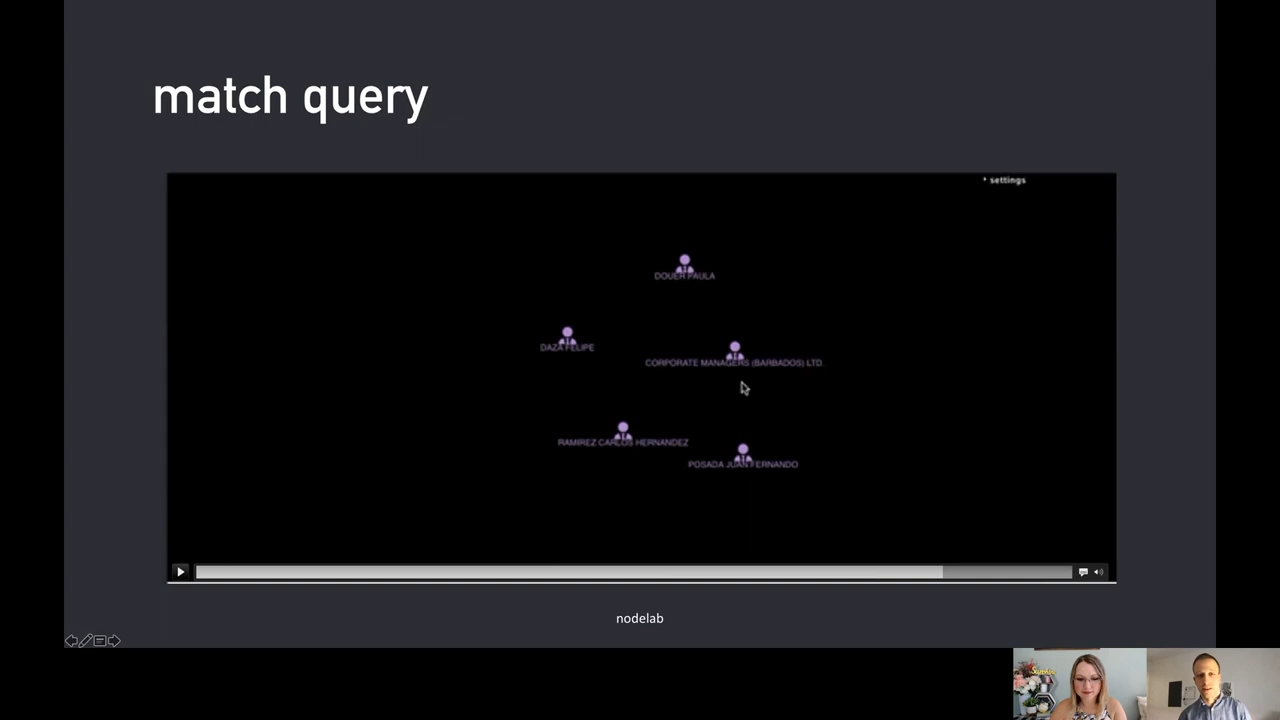 match query
settings
DOUER PAULA
DAZA FELIPE
CORPORATE MANAGERS (BARBADOS) LTD.
RAMIREZ CARLOS HERNANDEZ
POSADA JUAN FERNANDO
nodelab